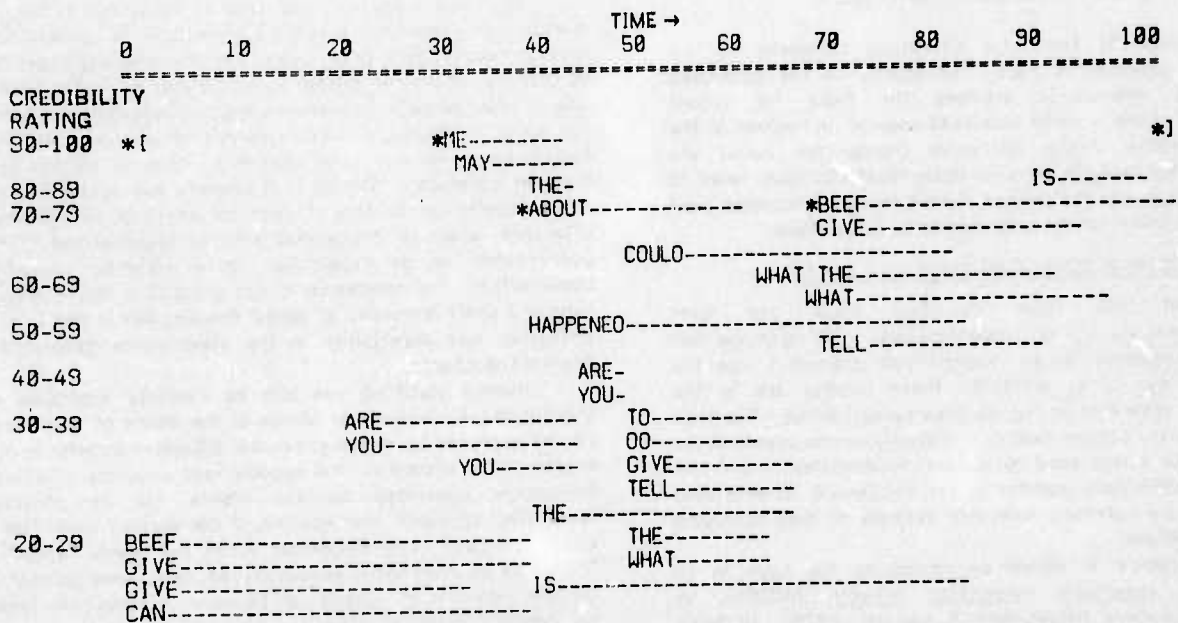 TIME →
0 10 20 30 40 50 60 70 80 90 100
CREDIBILITY
RATING
90-100 *[ *ME---------- *]
MAY--------
80-89 THE- IS---------
70-79 *ABOUT------------------- *BEEF------------------------------
GIVE-------------------
COULD------------------------
60-69 WHAT THE-----------------
WHAT-----------------------
50-59 HAPPENED-----------------------------
TELL-----------------
40-49 ARE-
YOU-
30-39 ARE----------------- TO----------
YOU----------------- DO----------
YOU-------- GIVE---------
TELL---------
THE---------------------
20-29 BEEF------------------------------ THE---------
GIVE------------------------------ WHAT--------
GIVE------------------------------ IS---------------------------------------
CAN-------------------------------